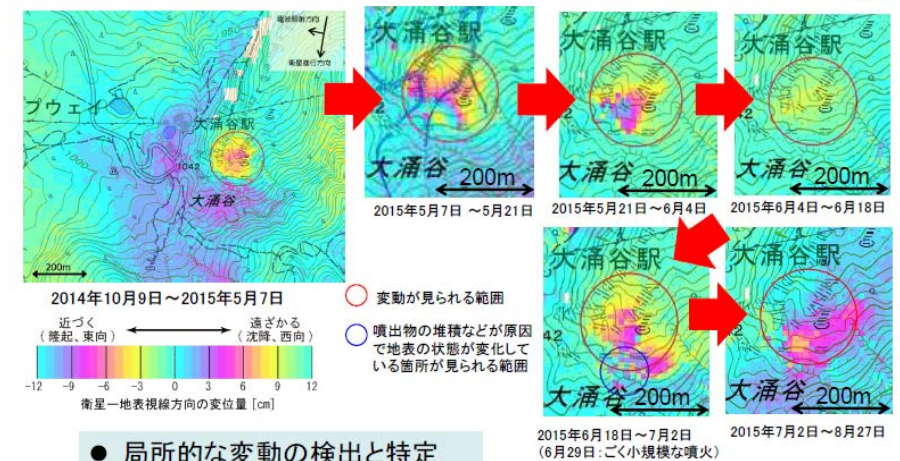 電波照射方向
衛星進行方向
プウェイ
大涌谷駅
1042
大涌谷
200m
2014年10月9日～2015年5月7日
大涌谷駅
大涌谷
200m
2015年5月7日 ～5月21日
大涌谷駅
42
大涌谷
200m
2015年5月21日～6月4日
大涌谷駅
42
大涌谷
200m
2015年6月4日～6月18日
近づく
(隆起、東向)
遠ざかる
(沈降、西向)
-12 -9 -6 -3 0 3 6 9 12
衛星―地表視線方向の変位量 [cm]
変動が見られる範囲
噴出物の堆積などが原因
で地表の状態が変化して
いる箇所が見られる範囲
大涌谷駅
42
大涌谷
200m
2015年6月18日～7月2日
(6月29日:ごく小規模な噴火)
大涌谷駅
大涌谷
200m
2015年7月2日～8月27日
● 局所的な変動の検出と特定